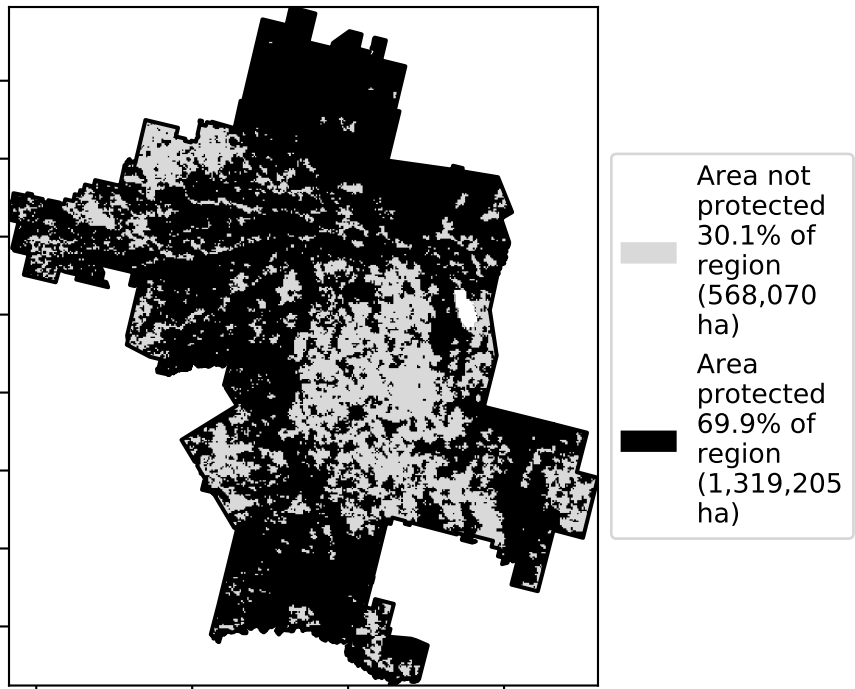 Area not
protected
30.1% of
region
(568,070
ha)
Area
protected
69.9% of
region
(1,319,205
ha)